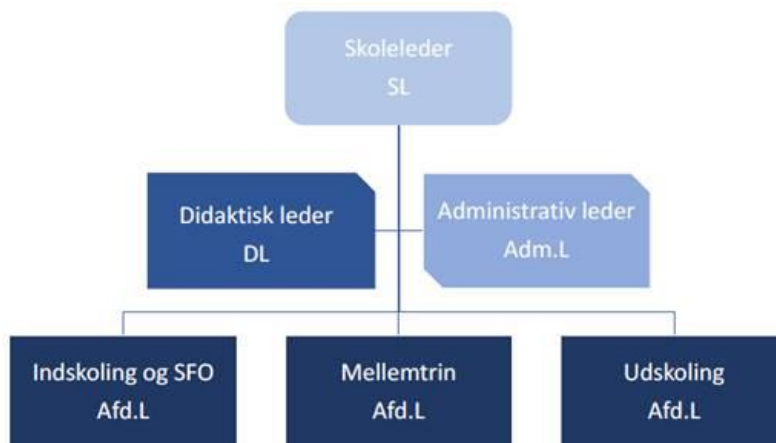 Skoleleder
SL
Didaktisk leder
DL
Administrativ leder
Adm.L
Indskoling og SFO
Afd.L
Mellemtrin
Afd.L
Udskoling
Afd.L